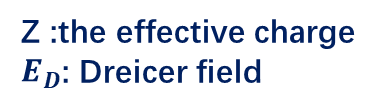 Z :the effective charge
E_D: Dreicer field